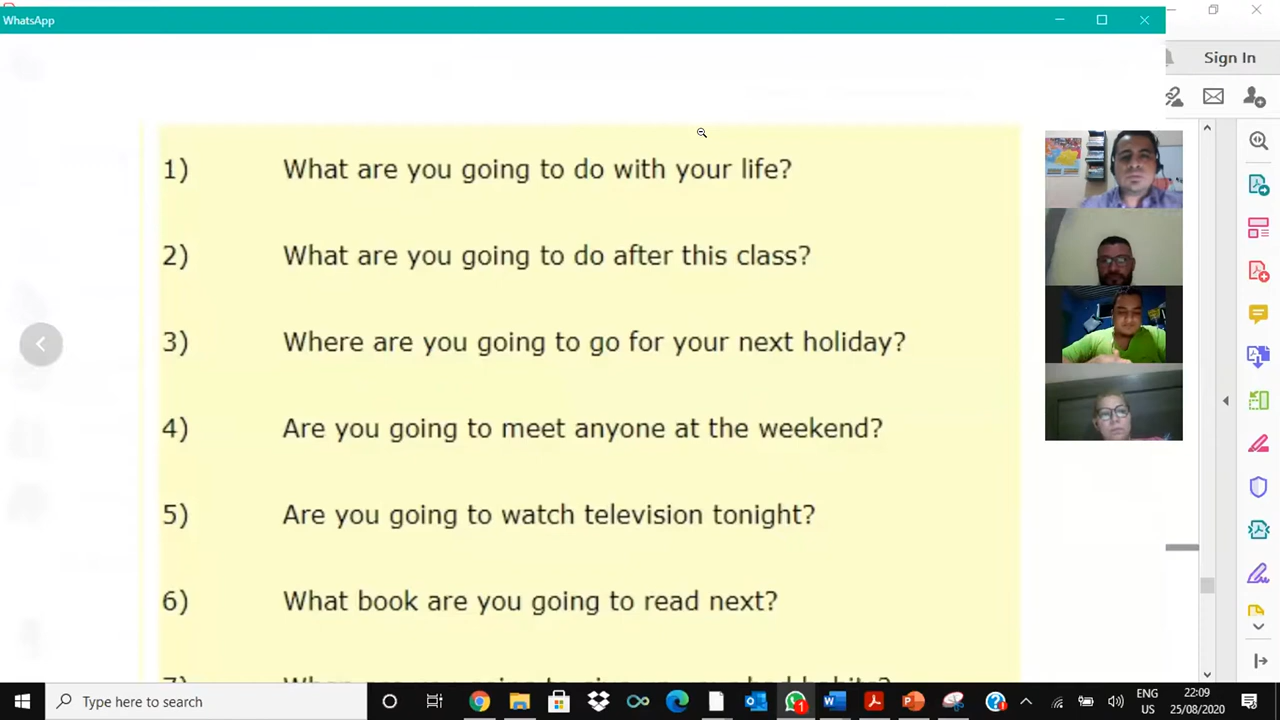 WhatsApp
Sign In
1) What are you going to do with your life?
2) What are you going to do after this class?
3) Where are you going to go for your next holiday?
4) Are you going to meet anyone at the weekend?
5) Are you going to watch television tonight?
6) What book are you going to read next?
Type here to search
1
ENG
US
22:09
25/08/2020